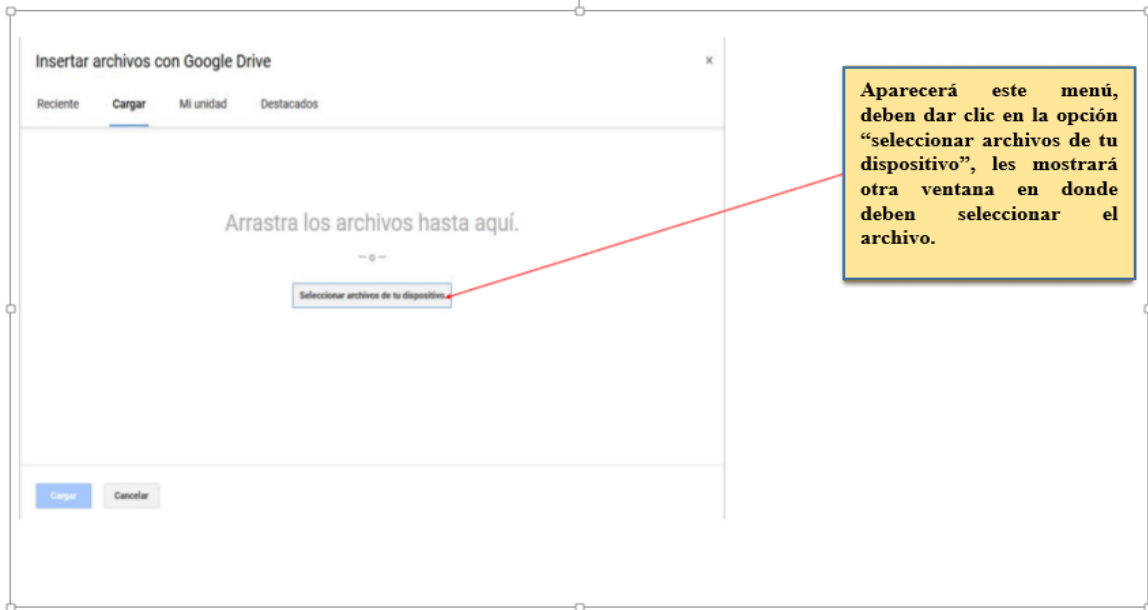 Insertar archivos con Google Drive
x
Reciente Cargar Mi unidad Destacados
Arrastra los archivos hasta aquí.
— o —
Seleccionar archivos de tu dispositivo
Cargar Cancelar
Aparecerá este menú,
deben dar clic en la opción
“seleccionar archivos de tu
dispositivo”, les mostrará
otra ventana en donde
deben seleccionar el
archivo.